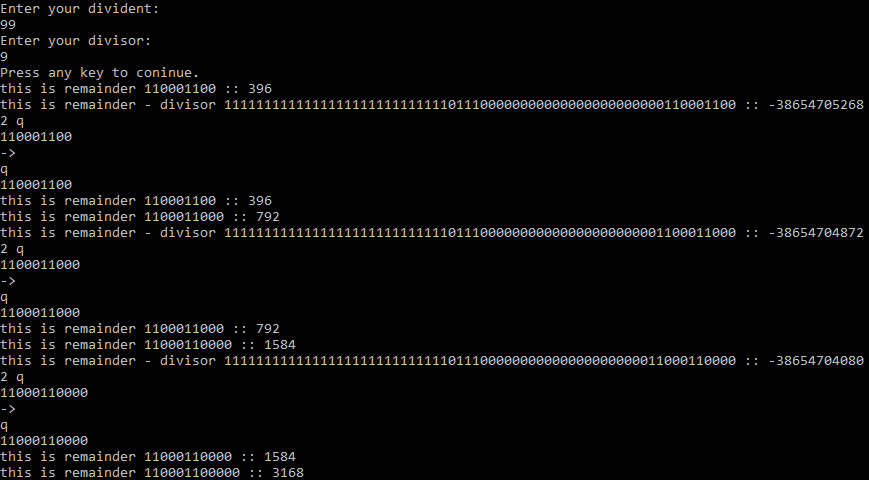 Enter your divident:
99
Enter your divisor:
9
Press any key to coninue.
this is remainder 110001100 :: 396
this is remainder - divisor 1111111111111111111111111111011100000000000000000000000110001100 :: -38654705268
2 q
110001100
->
q
110001100
this is remainder 110001100 :: 396
this is remainder 1100011000 :: 792
this is remainder - divisor 1111111111111111111111111111011100000000000000000000001100011000 :: -38654704872
2 q
1100011000
->
q
1100011000
this is remainder 1100011000 :: 792
this is remainder 11000110000 :: 1584
this is remainder - divisor 1111111111111111111111111111011100000000000000000000011000110000 :: -38654704080
2 q
11000110000
->
q
11000110000
this is remainder 11000110000 :: 1584
this is remainder 110001100000 :: 3168